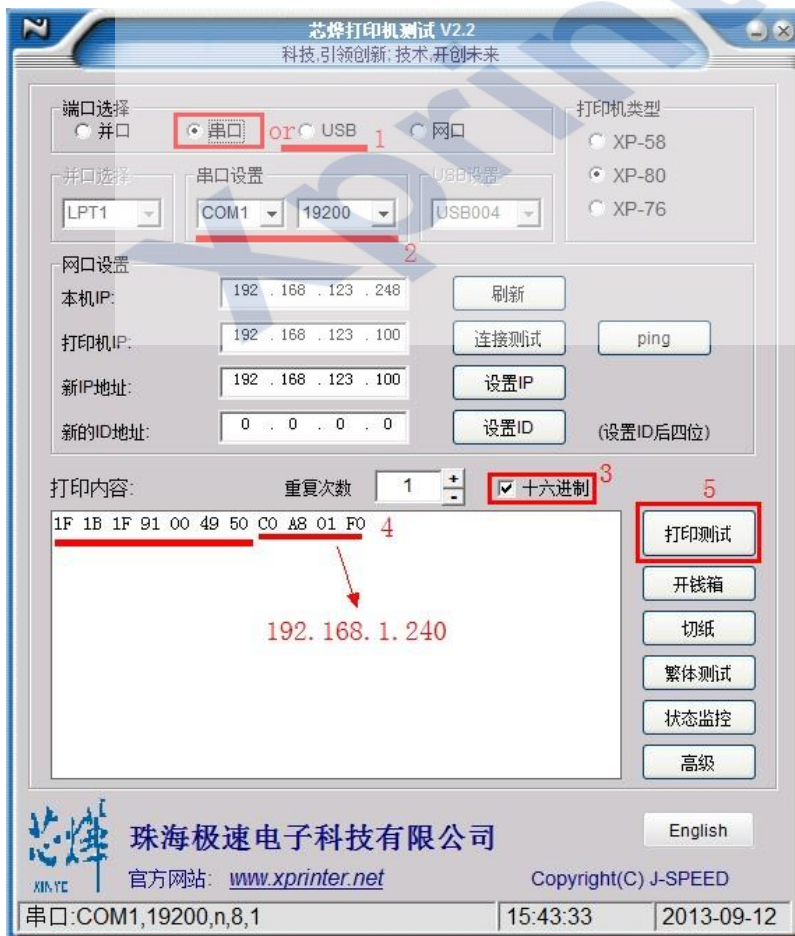 芯烨打印机测试 V2.2
科技,引领创新; 技术,开创未来
端口选择
并口 串口 or USB 1 网口
打印机类型
XP-58
XP-80
XP-76
并口选择 串口设置 USB设置
LPT1 COM1 19200 USB004
2
网口设置
本机IP: 192 . 168 . 123 . 248 刷新
打印机IP: 192 . 168 . 123 . 100 连接测试 ping
新IP地址: 192 . 168 . 123 . 100 设置IP
新的ID地址: 0 . 0 . 0 . 0 设置ID (设置ID后四位)
打印内容: 重复次数 1 + - 十六进制 3 5
1F 1B 1F 91 00 49 50 C0 A8 01 F0 4
192.168.1.240
打印测试
开钱箱
切纸
繁体测试
状态监控
高级
芯烨
XINYE
珠海极速电子科技有限公司
English
官方网站: www.xprinter.net Copyright(C) J-SPEED
串口:COM1,19200,n,8,1 15:43:33 2013-09-12
Xprin